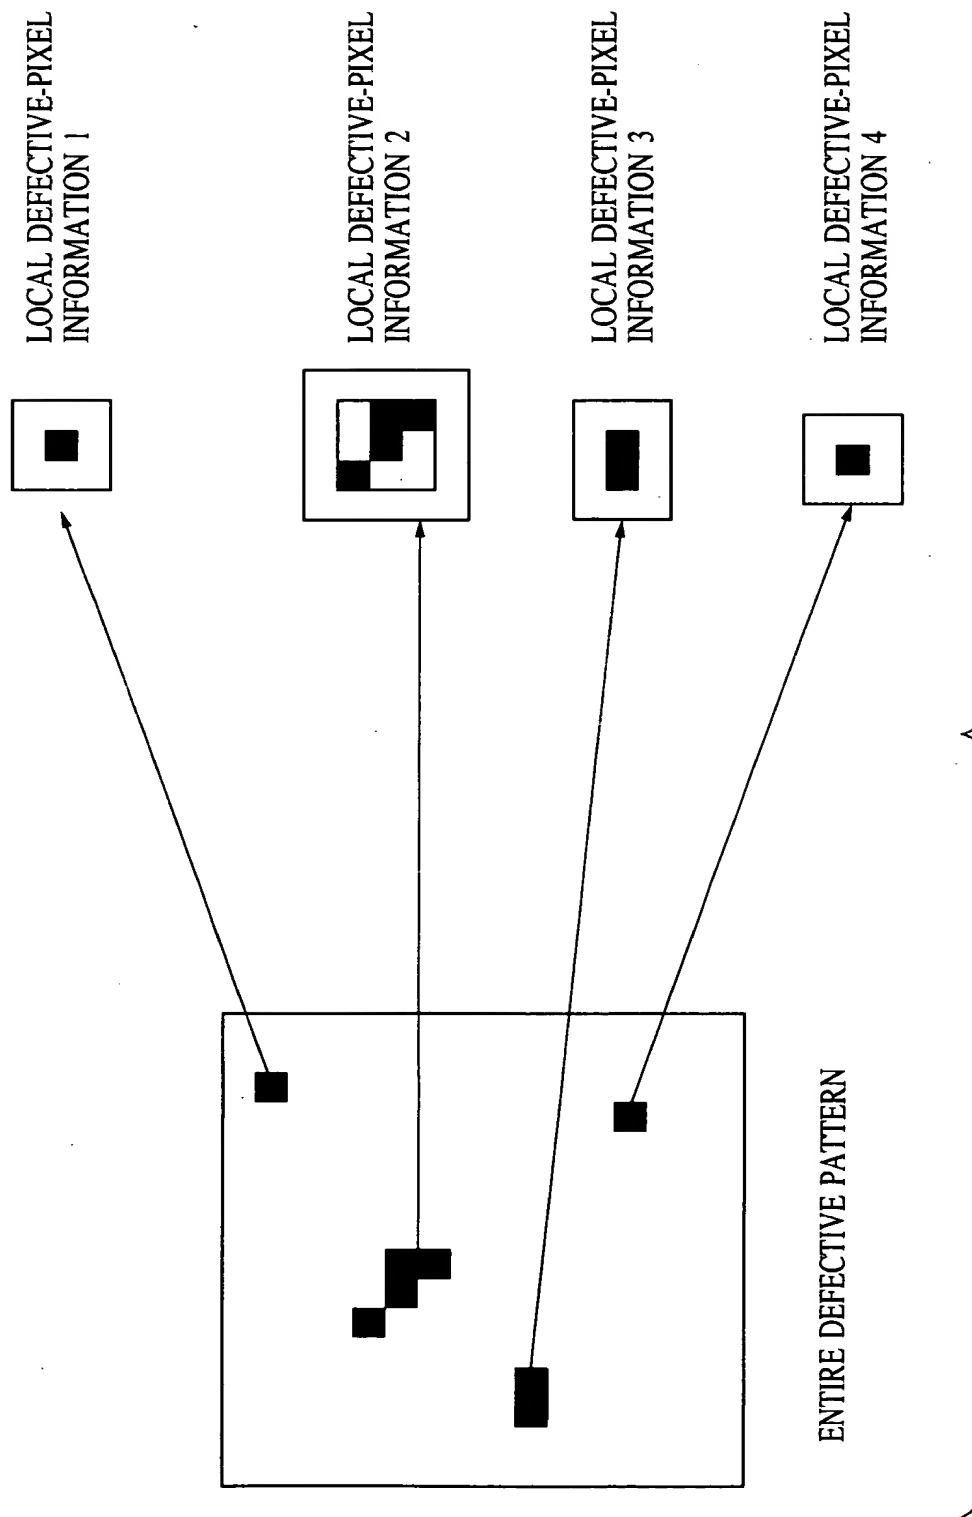 LOCAL DEFECTIVE-PIXEL
INFORMATION 1
LOCAL DEFECTIVE-PIXEL
INFORMATION 2
LOCAL DEFECTIVE-PIXEL
INFORMATION 3
LOCAL DEFECTIVE-PIXEL
INFORMATION 4
ENTIRE DEFECTIVE PATTERN